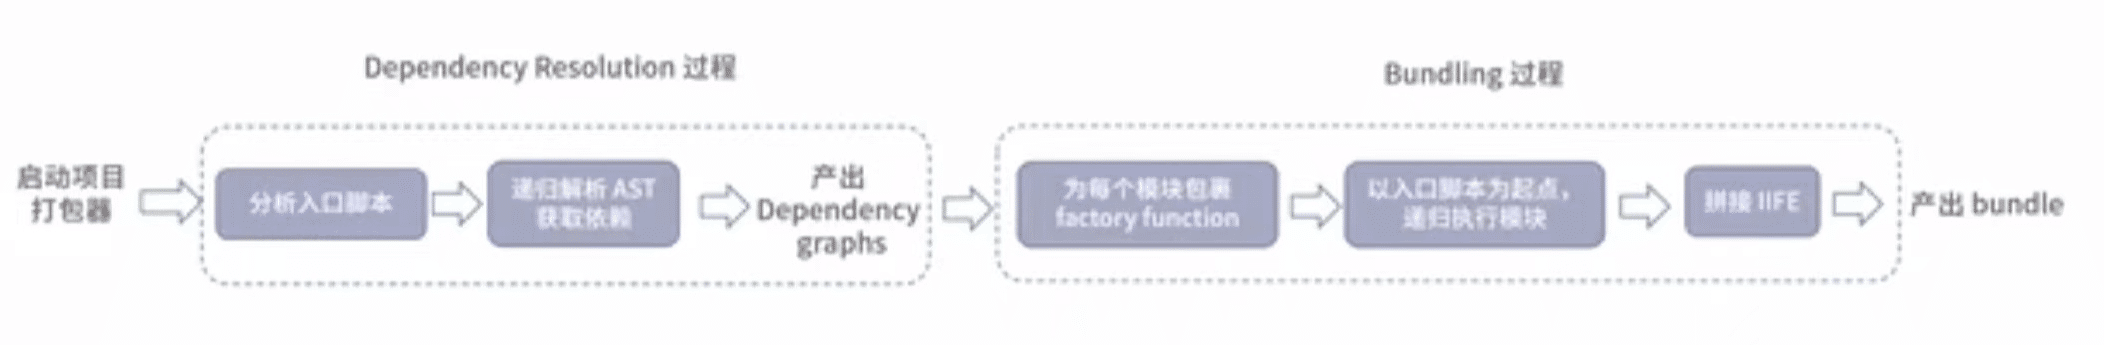 Dependency Resolution 过程
Bundling 过程
启动项目
打包器
分析入口脚本
递归解析 AST
获取依赖
产出
Dependency
graphs
为每个模块包裹
factory function
以入口脚本为起点，
递归执行模块
拼接 IIFE
产出 bundle